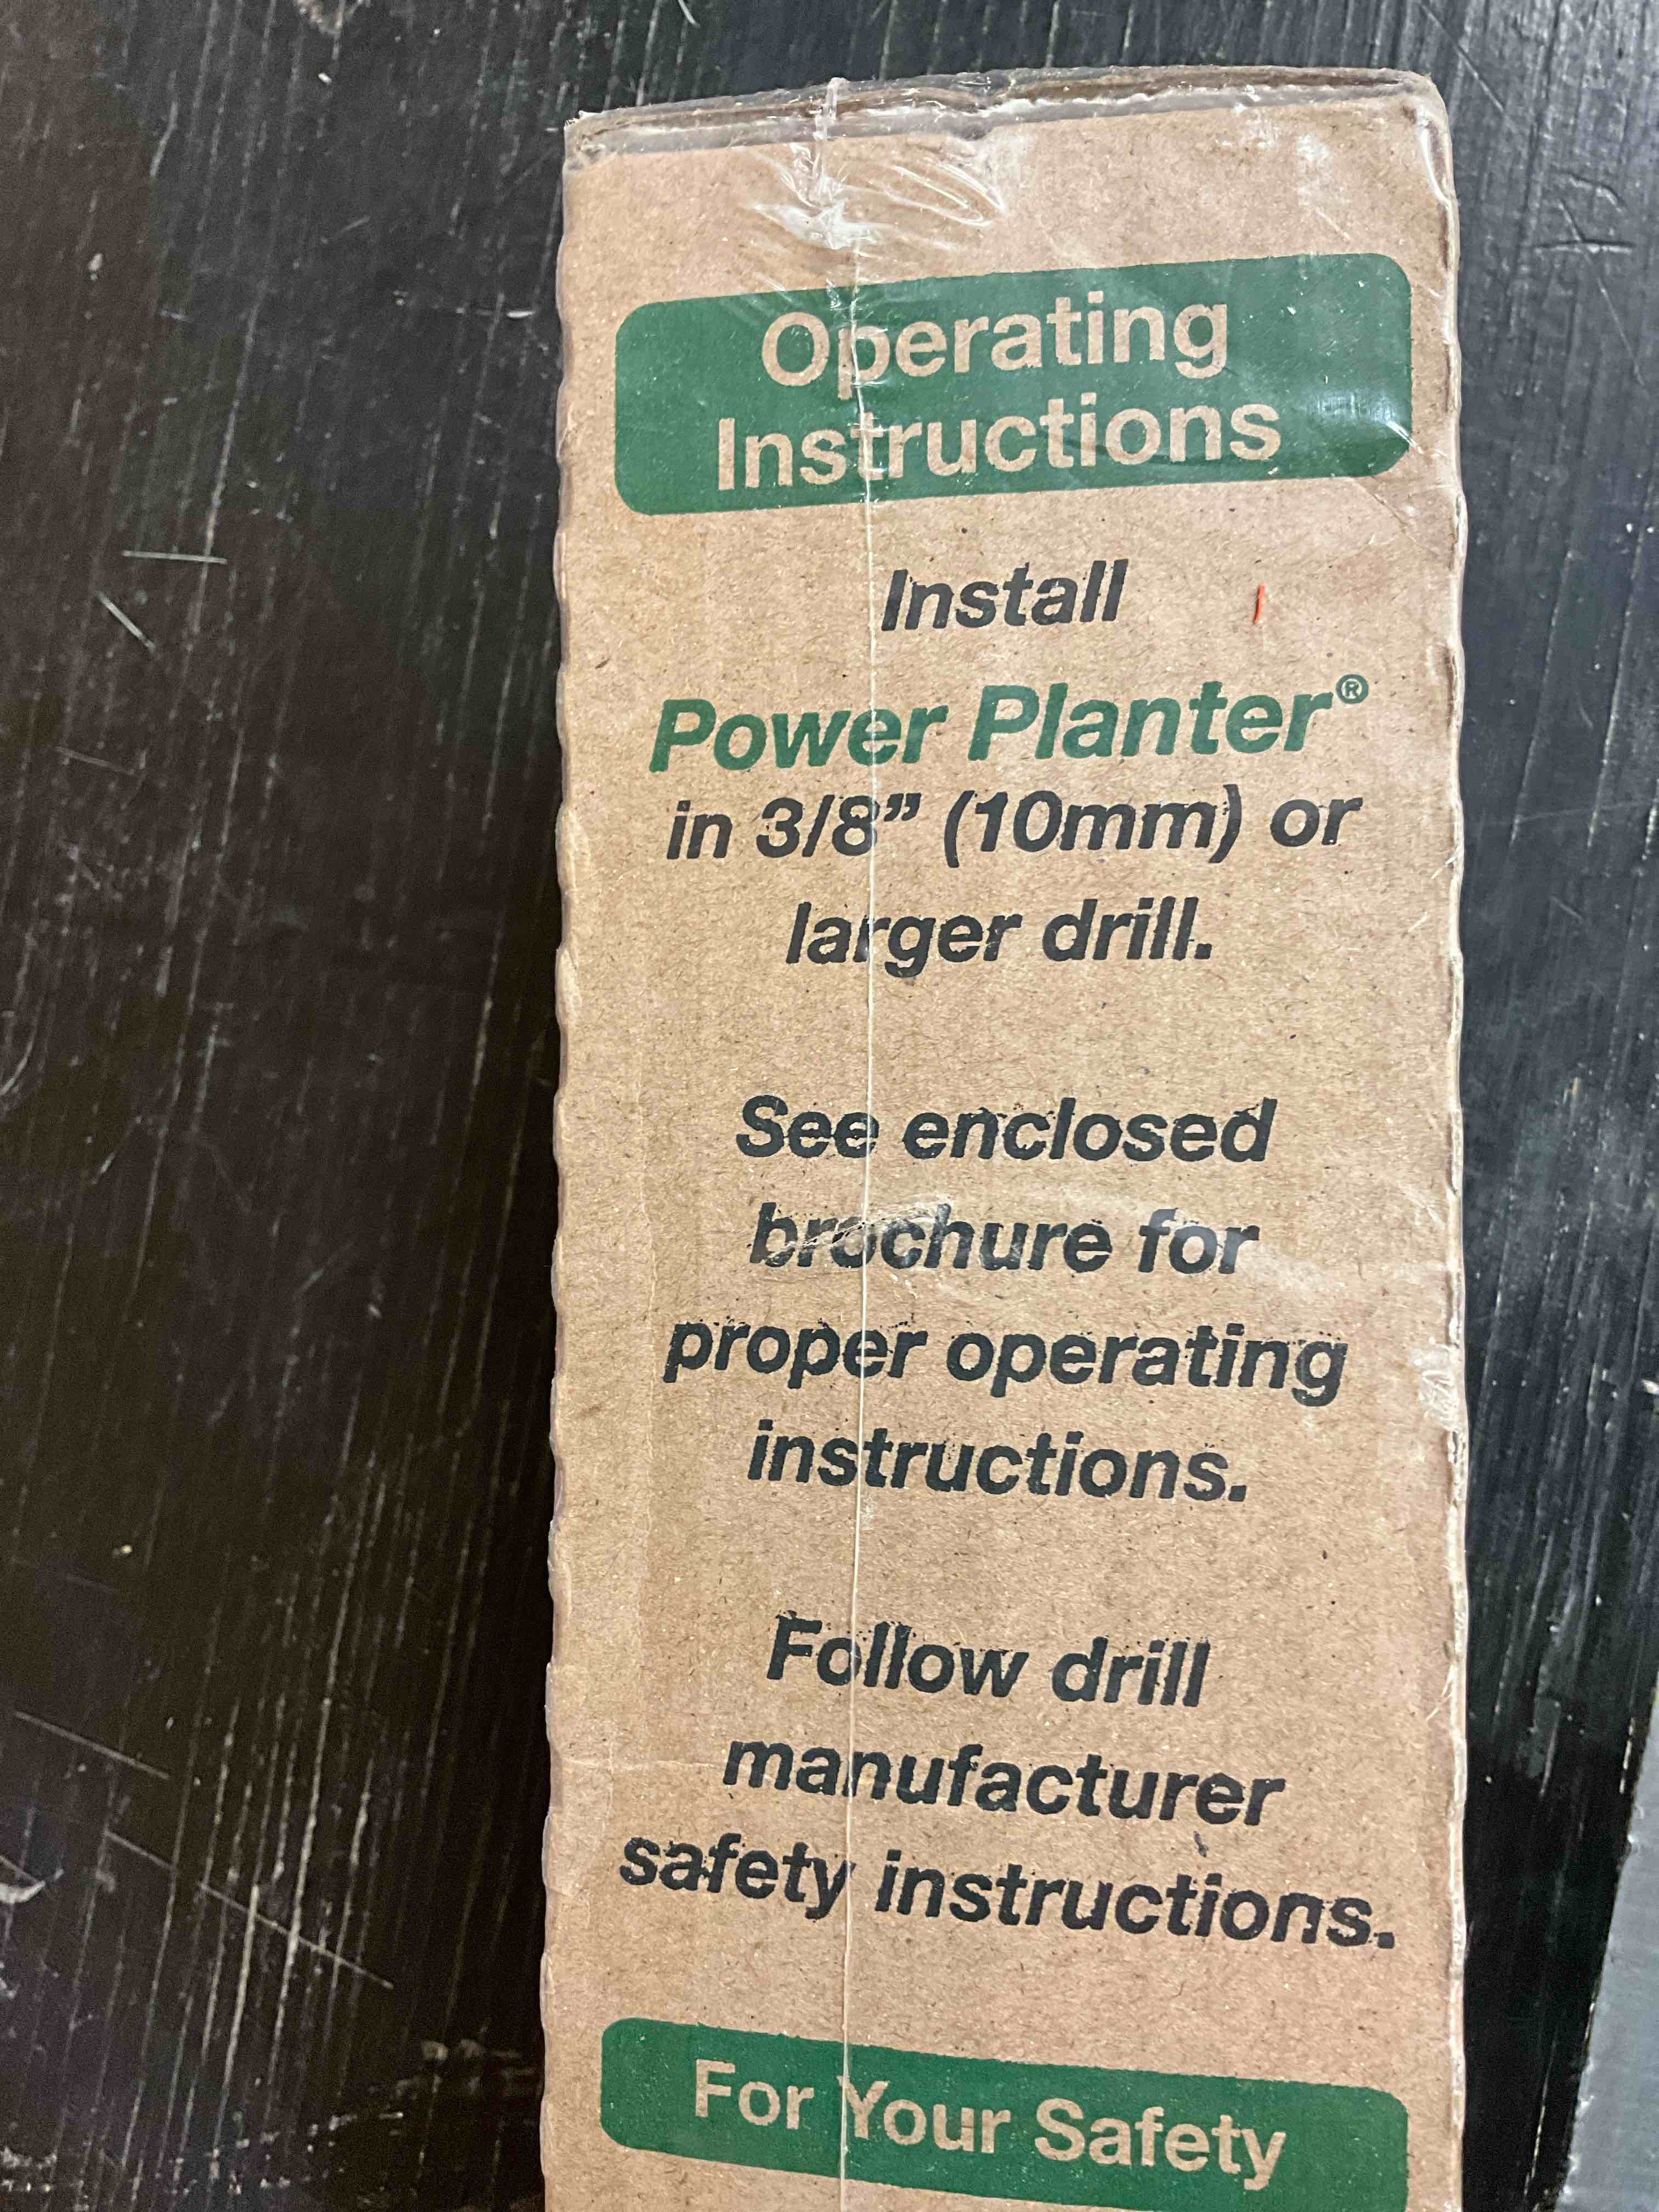 Operating
Instructions
Install
Power Planter®
in 3/8” (10mm) or
larger drill.
See enclosed
brochure for
proper operating
instructions.
Follow drill
manufacturer
safety instructions.
For Your Safety